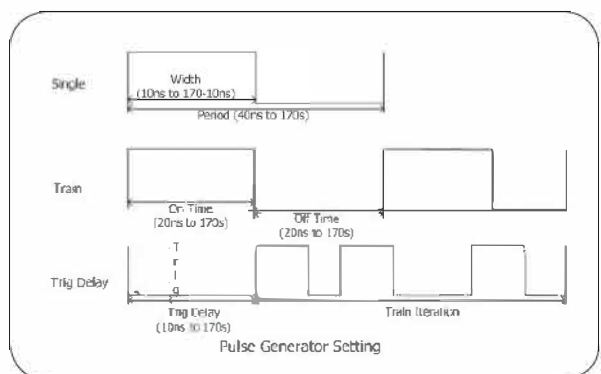 Single
Width
(10ns to 170-10ns)
Period (40ns to 170s)
Train
On Time
(20ns to 170s)
Off Time
(20ns to 170s)
Trig
Trig Delay
Trig Delay
(10ns to 170s)
Train Iteration
Pulse Generator Setting